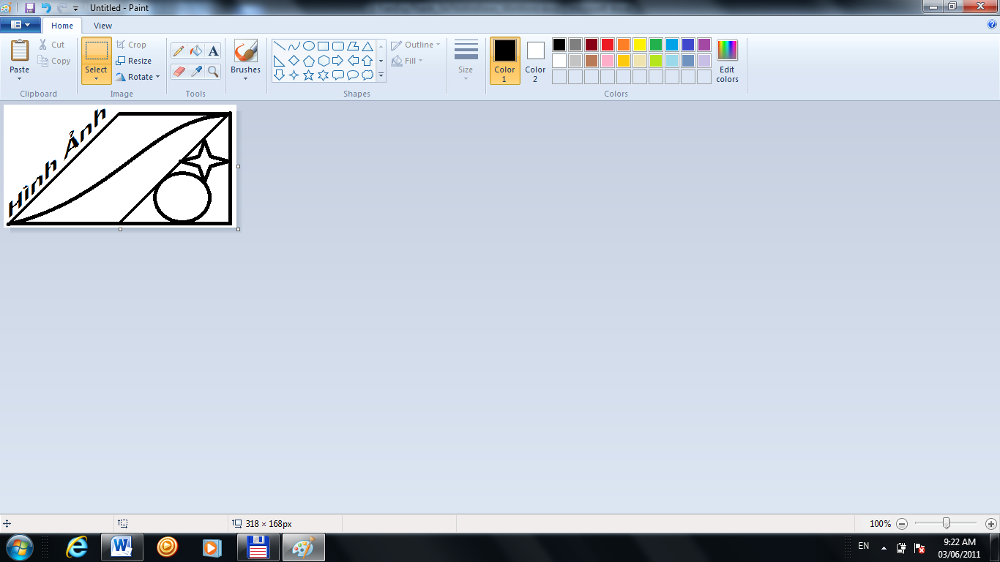 Untitled - Paint
Home View
Paste
Cut
Copy
Clipboard
Select
Crop
Resize
Rotate
Image
Tools
Brushes
Shapes
Outline
Fill
Size
Color 1
Color 2
Edit colors
Colors
Hình Ảnh
318 × 168px
100%
EN
9:22 AM
03/06/2011